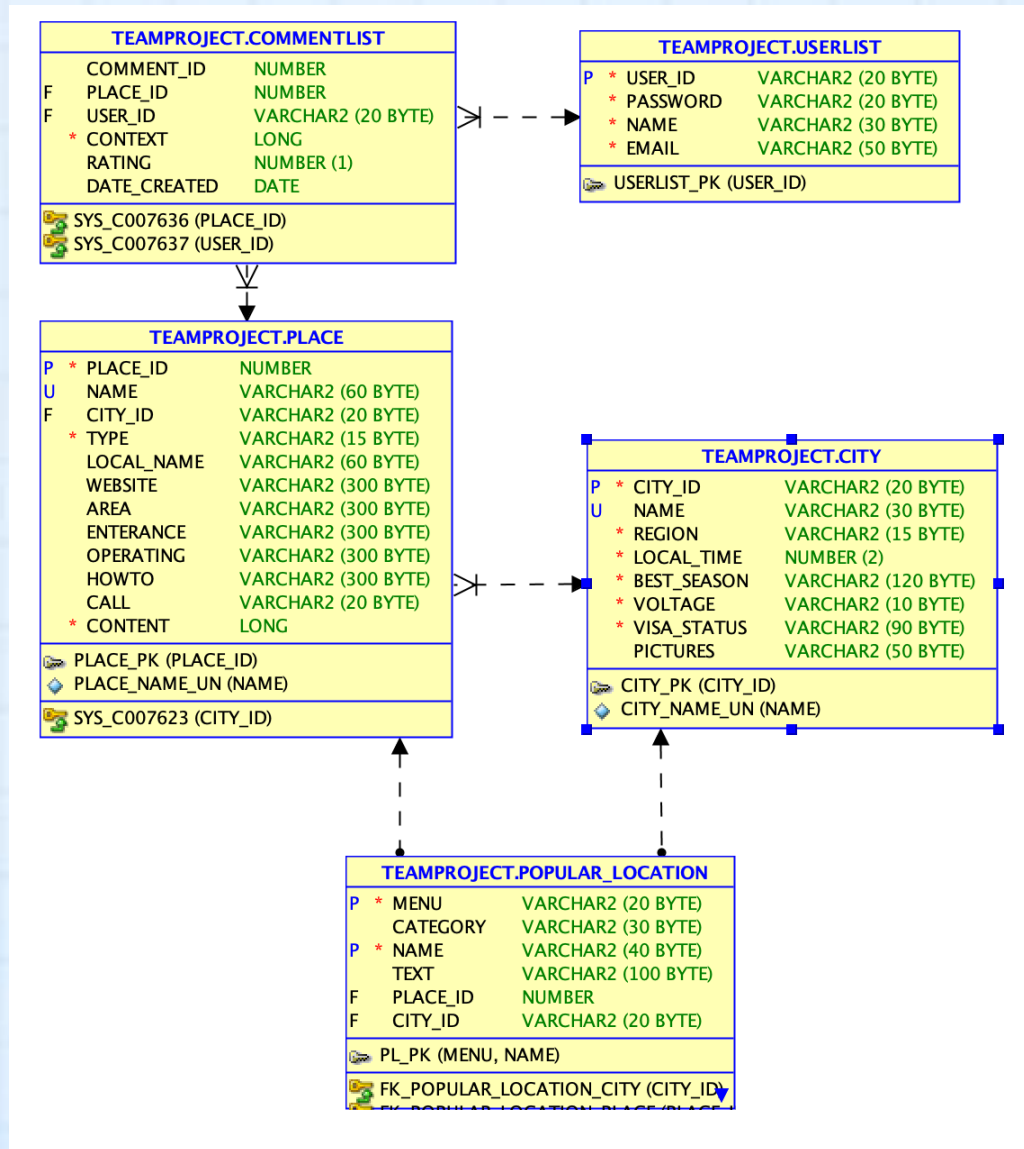 TEAMPROJECT.COMMENTLIST
COMMENT_ID NUMBER
F PLACE_ID NUMBER
F USER_ID VARCHAR2 (20 BYTE)
* CONTEXT LONG
RATING NUMBER (1)
DATE_CREATED DATE
SYS_C007636 (PLACE_ID)
SYS_C007637 (USER_ID)
TEAMPROJECT.USERLIST
P * USER_ID VARCHAR2 (20 BYTE)
* PASSWORD VARCHAR2 (20 BYTE)
* NAME VARCHAR2 (30 BYTE)
* EMAIL VARCHAR2 (50 BYTE)
USERLIST_PK (USER_ID)
TEAMPROJECT.PLACE
P * PLACE_ID NUMBER
U NAME VARCHAR2 (60 BYTE)
F CITY_ID VARCHAR2 (20 BYTE)
* TYPE VARCHAR2 (15 BYTE)
LOCAL_NAME VARCHAR2 (60 BYTE)
WEBSITE VARCHAR2 (300 BYTE)
AREA VARCHAR2 (300 BYTE)
ENTERANCE VARCHAR2 (300 BYTE)
OPERATING VARCHAR2 (300 BYTE)
HOWTO VARCHAR2 (300 BYTE)
CALL VARCHAR2 (20 BYTE)
* CONTENT LONG
PLACE_PK (PLACE_ID)
PLACE_NAME_UN (NAME)
SYS_C007623 (CITY_ID)
TEAMPROJECT.CITY
P * CITY_ID VARCHAR2 (20 BYTE)
U NAME VARCHAR2 (30 BYTE)
* REGION VARCHAR2 (15 BYTE)
* LOCAL_TIME NUMBER (2)
* BEST_SEASON VARCHAR2 (120 BYTE)
* VOLTAGE VARCHAR2 (10 BYTE)
* VISA_STATUS VARCHAR2 (90 BYTE)
PICTURES VARCHAR2 (50 BYTE)
CITY_PK (CITY_ID)
CITY_NAME_UN (NAME)
TEAMPROJECT.POPULAR_LOCATION
P * MENU VARCHAR2 (20 BYTE)
CATEGORY VARCHAR2 (30 BYTE)
P * NAME VARCHAR2 (40 BYTE)
TEXT VARCHAR2 (100 BYTE)
F PLACE_ID NUMBER
F CITY_ID VARCHAR2 (20 BYTE)
PL_PK (MENU, NAME)
FK_POPULAR_LOCATION_CITY (CITY_ID)